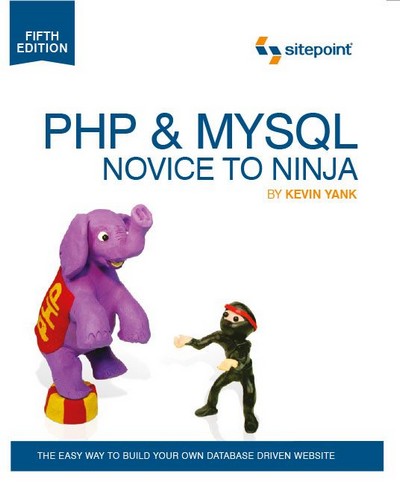 FIFTH
EDITION
sitepoint
PHP & MYSQL
NOVICE TO NINJA
BY KEVIN YANK
PHP
THE EASY WAY TO BUILD YOUR OWN DATABASE DRIVEN WEBSITE